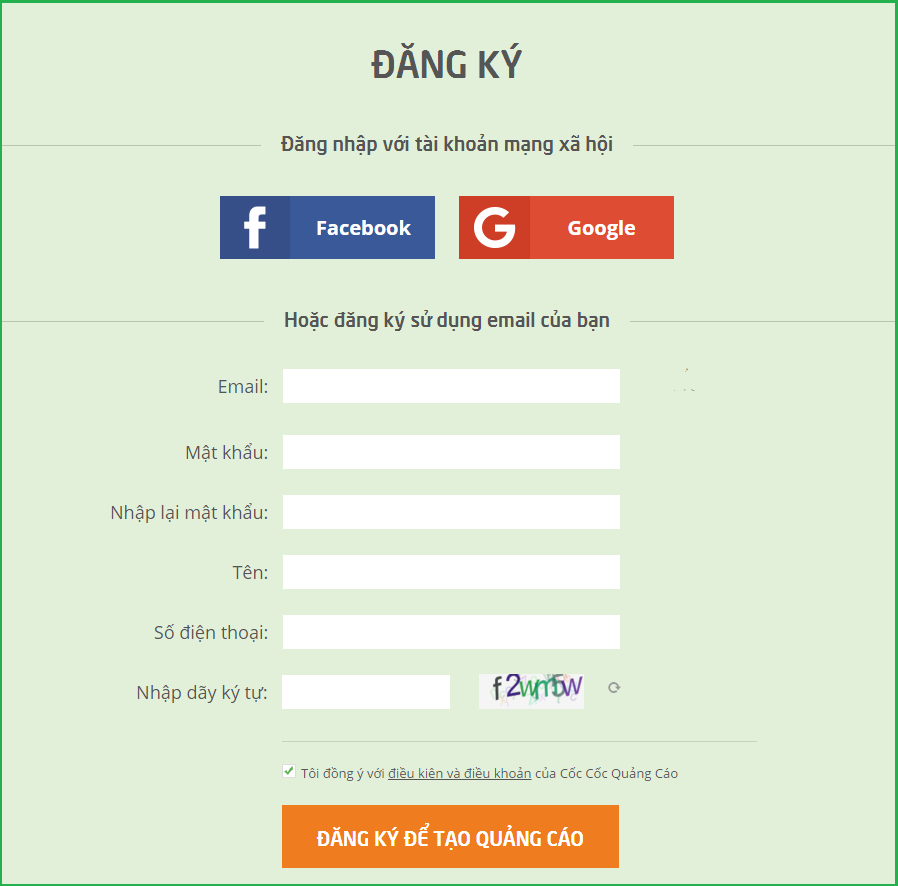 ĐĂNG KÝ
Đăng nhập với tài khoản mạng xã hội
f Facebook G Google
Hoặc đăng ký sử dụng email của bạn
Email:
Mật khẩu:
Nhập lại mật khẩu:
Tên:
Số điện thoại:
Nhập dãy ký tự:
Tôi đồng ý với điều kiên và điều khoản của Cốc Cốc Quảng Cáo
ĐĂNG KÝ ĐỂ TẠO QUẢNG CÁO